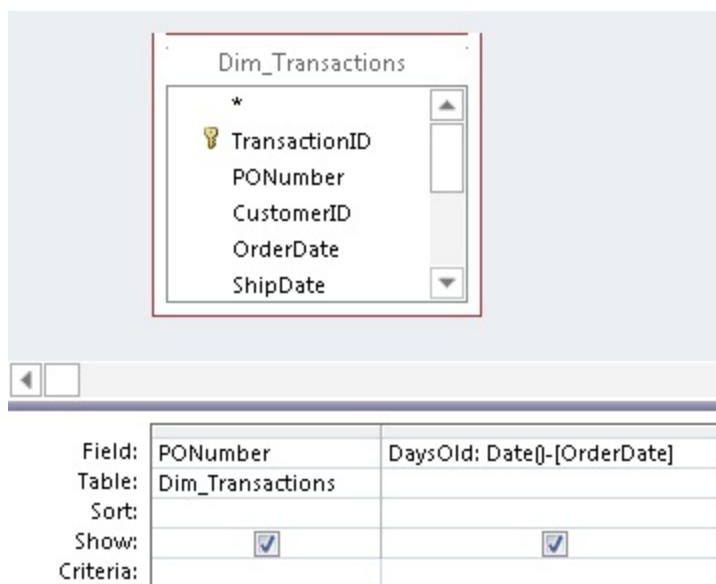 Dim_Transactions
*
TransactionID
PONumber
CustomerID
OrderDate
ShipDate
Field: PONumber DaysOld: Date()-[OrderDate]
Table: Dim_Transactions
Sort:
Show:
Criteria: